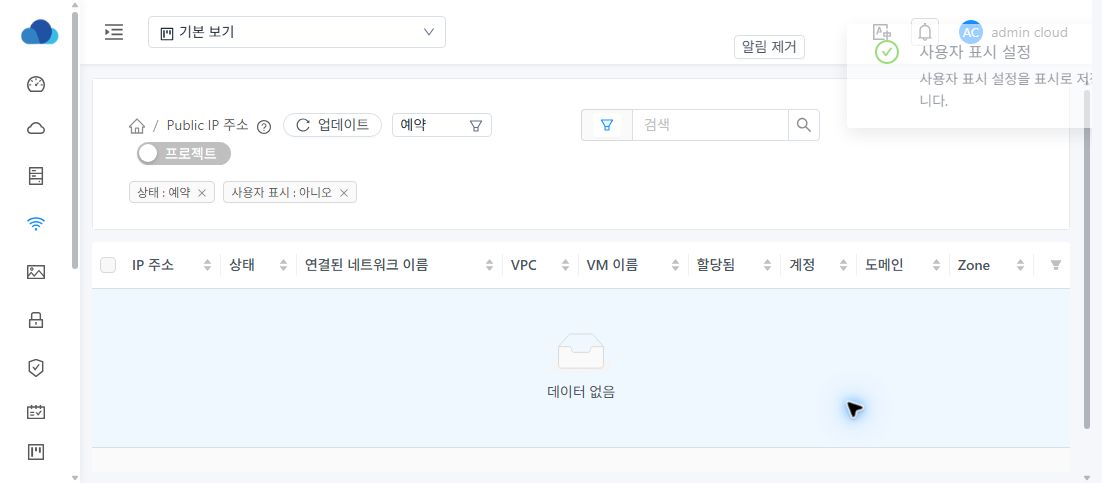 기본 보기
알림 제거
AC admin cloud
사용자 표시 설정
사용자 표시 설정을 표시로 저
니다.
/ Public IP 주소
업데이트
예약
검색
프로젝트
상태 : 예약
사용자 표시 : 아니오
IP 주소 상태 연결된 네트워크 이름 VPC VM 이름 할당됨 계정 도메인 Zone
데이터 없음